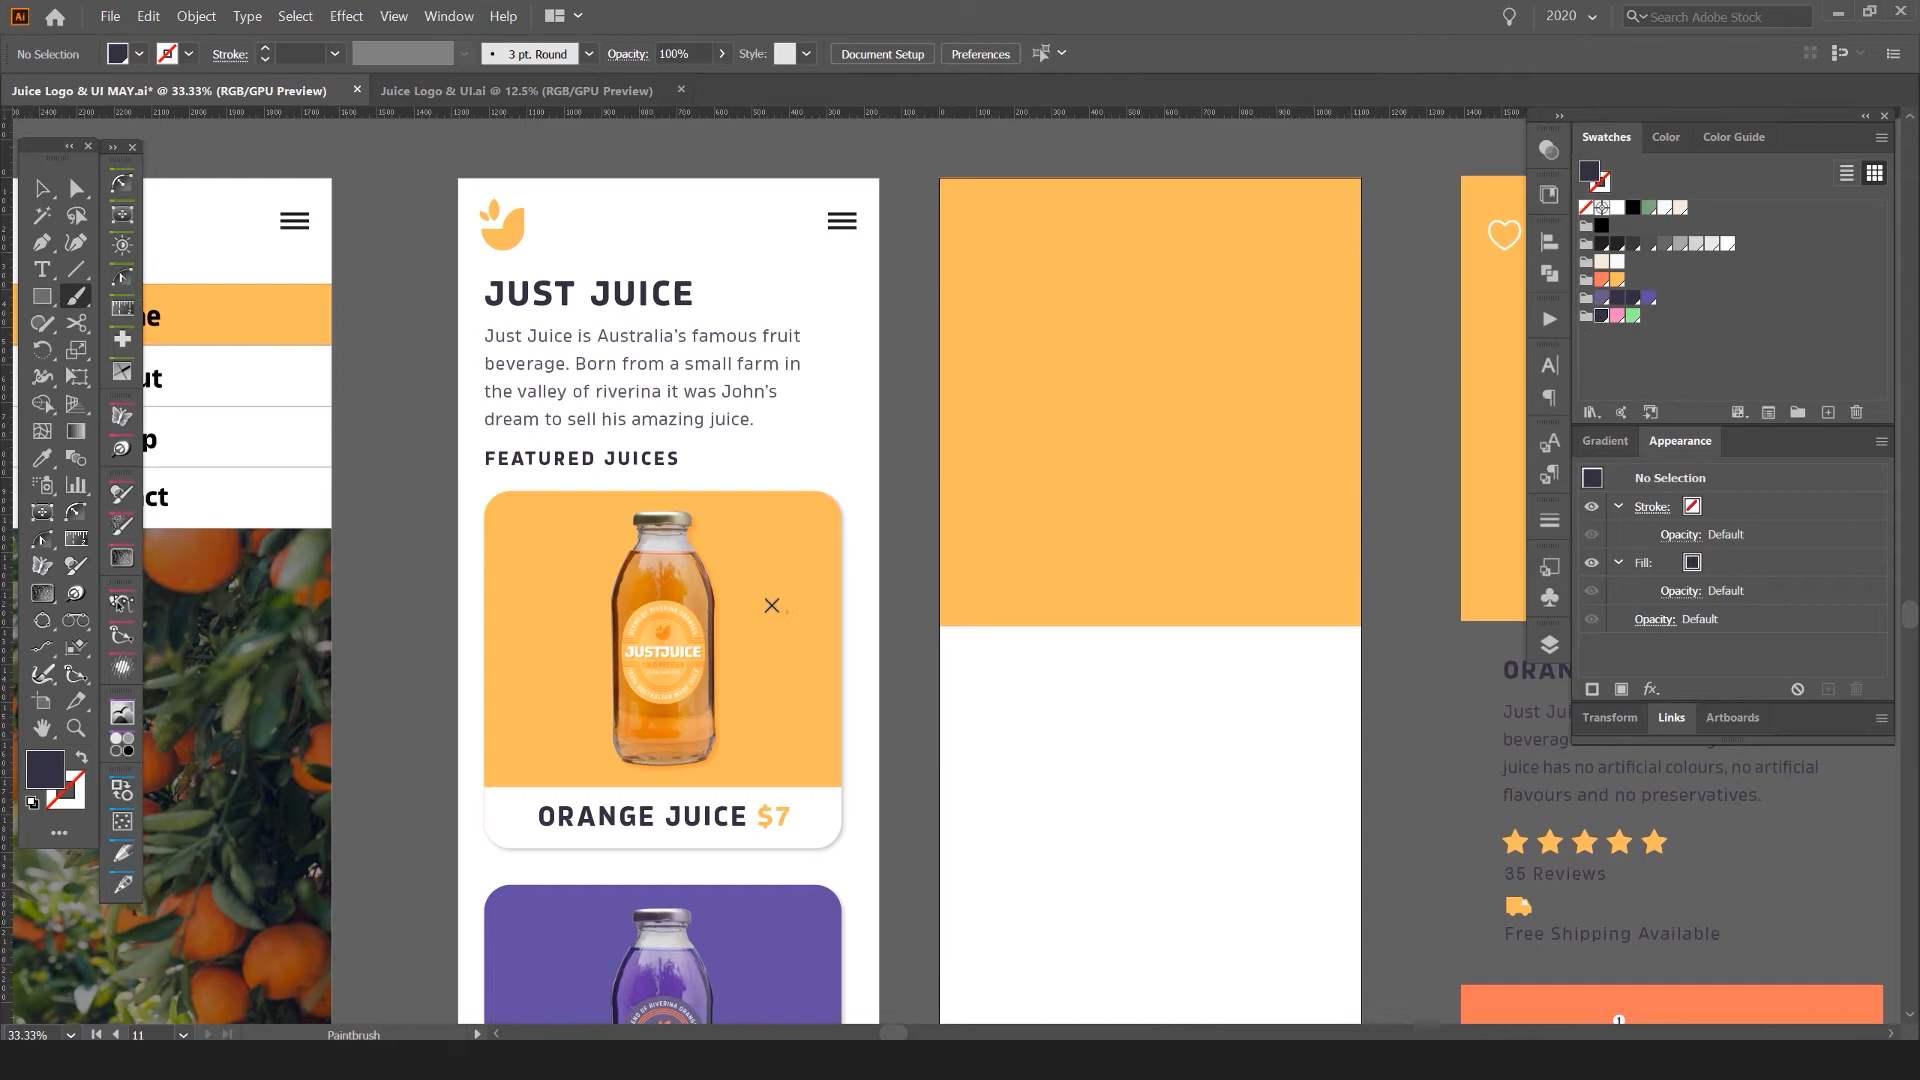 Ai
File Edit Object Type Select Effect View Window Help
2020
Search Adobe Stock
No Selection
Stroke:
3 pt. Round
Opacity: 100%
Style:
Document Setup
Preferences
Juice Logo & UI MAY.ai* @ 33.33% (RGB/GPU Preview)
Juice Logo & UI.ai @ 12.5% (RGB/GPU Preview)
Swatches
Color
Color Guide
JUST JUICE
Just Juice is Australia's famous fruit
beverage. Born from a small farm in
the valley of riverina it was John's
dream to sell his amazing juice.
FEATURED JUICES
JUSTJUICE
ORANGE JUICE $7
Gradient
Appearance
No Selection
Stroke:
Opacity: Default
Fill:
Opacity: Default
Opacity: Default
fx
Transform
Links
Artboards
juice has no artificial colours, no artificial
flavours and no preservatives.
35 Reviews
Free Shipping Available
33.33%
11
Paintbrush